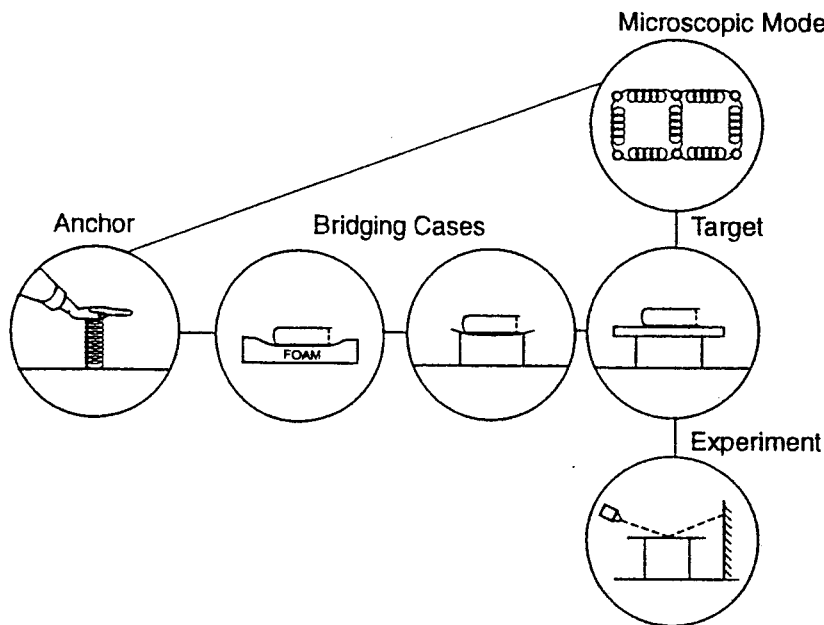 Microscopic Mode
Anchor
Bridging Cases
Target
FOAM
Experiment